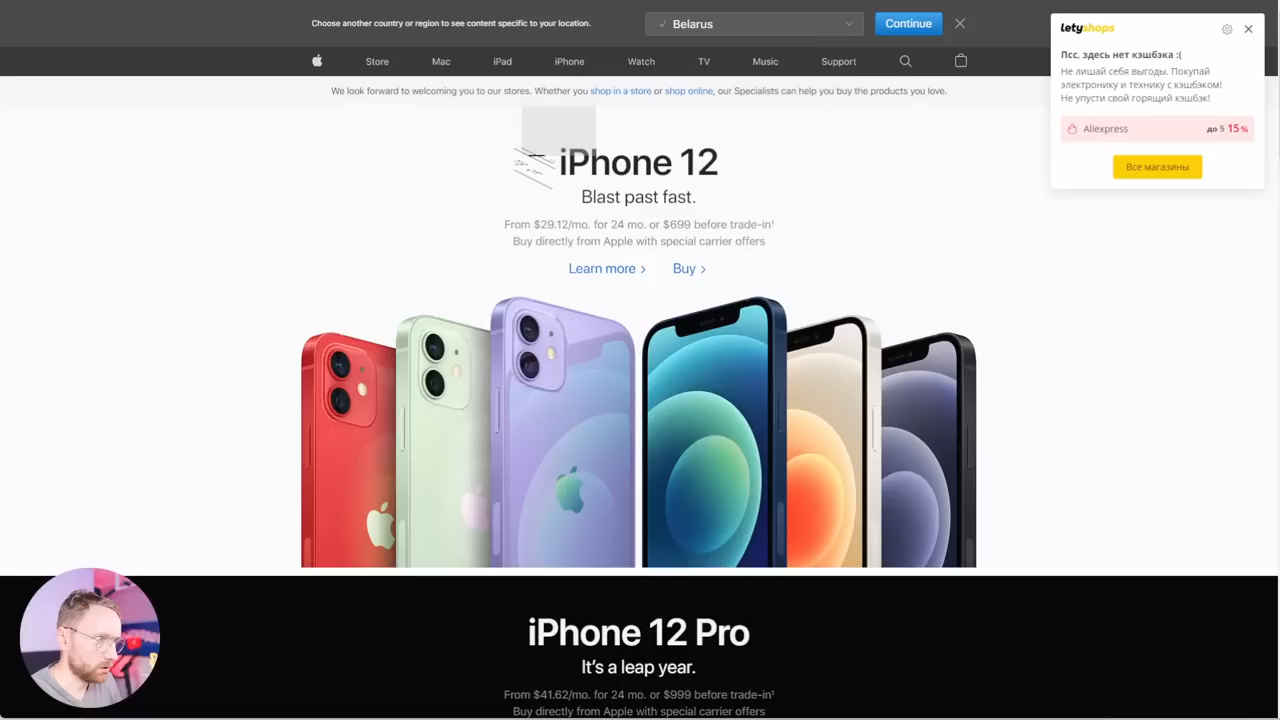 Choose another country or region to see content specific to your location.
Belarus
Continue
Store
Mac
iPad
iPhone
Watch
TV
Music
Support
We look forward to welcoming you to our stores. Whether you shop in a store or shop online, our Specialists can help you buy the products you love.
letyshops
Псс, здесь нет кэшбэка :(
Не лишай себя выгоды. Покупай
электронику и технику с кэшбэком!
Не упусти свой горящий кэшбэк!
Aliexpress до 5 15%
Все магазины
iPhone 12
Blast past fast.
From $29.12/mo. for 24 mo. or $699 before trade-in¹
Buy directly from Apple with special carrier offers
Learn more >
Buy >
iPhone 12 Pro
It’s a leap year.
From $41.62/mo. for 24 mo. or $999 before trade-in¹
Buy directly from Apple with special carrier offers